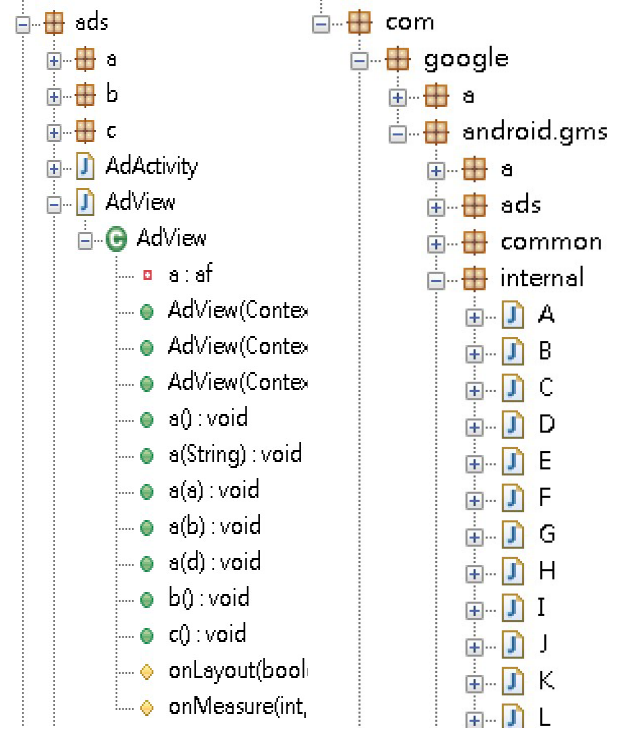 ads
a
b
c
AdActivity
AdView
AdView
a : af
AdView(Contex
AdView(Contex
AdView(Contex
a() : void
a(String) : void
a(a) : void
a(b) : void
a(d) : void
b() : void
c() : void
onLayout(bool
onMeasure(int,
com
google
a
android.gms
a
ads
common
internal
A
B
C
D
E
F
G
H
I
J
K
L